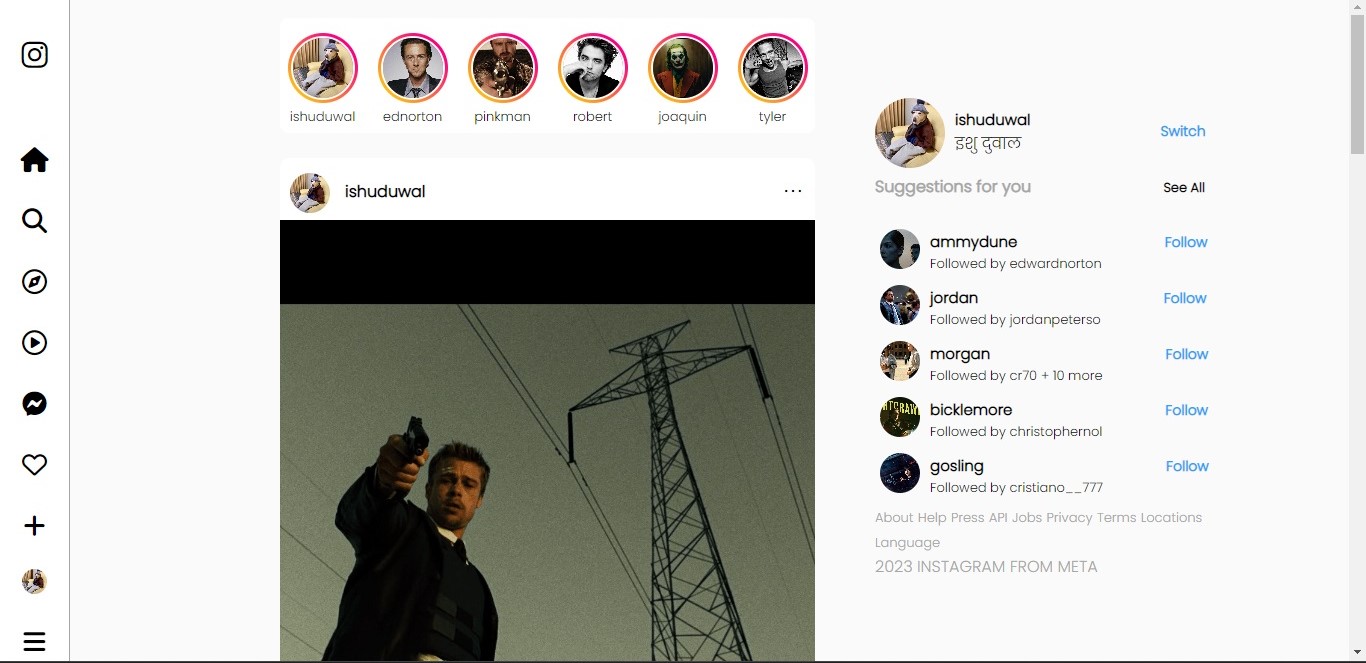 ishuduwal
ednorton
pinkman
robert
joaquin
tyler
ishuduwal
ishuduwal
इशु दुवाल
Switch
Suggestions for you
See All
ammydune
Followed by edwardnorton
Follow
jordan
Followed by jordanpeterso
Follow
morgan
Followed by cr70 + 10 more
Follow
bicklemore
Followed by christophernol
Follow
gosling
Followed by cristiano__777
Follow
About Help Press API Jobs Privacy Terms Locations
Language
2023 INSTAGRAM FROM META